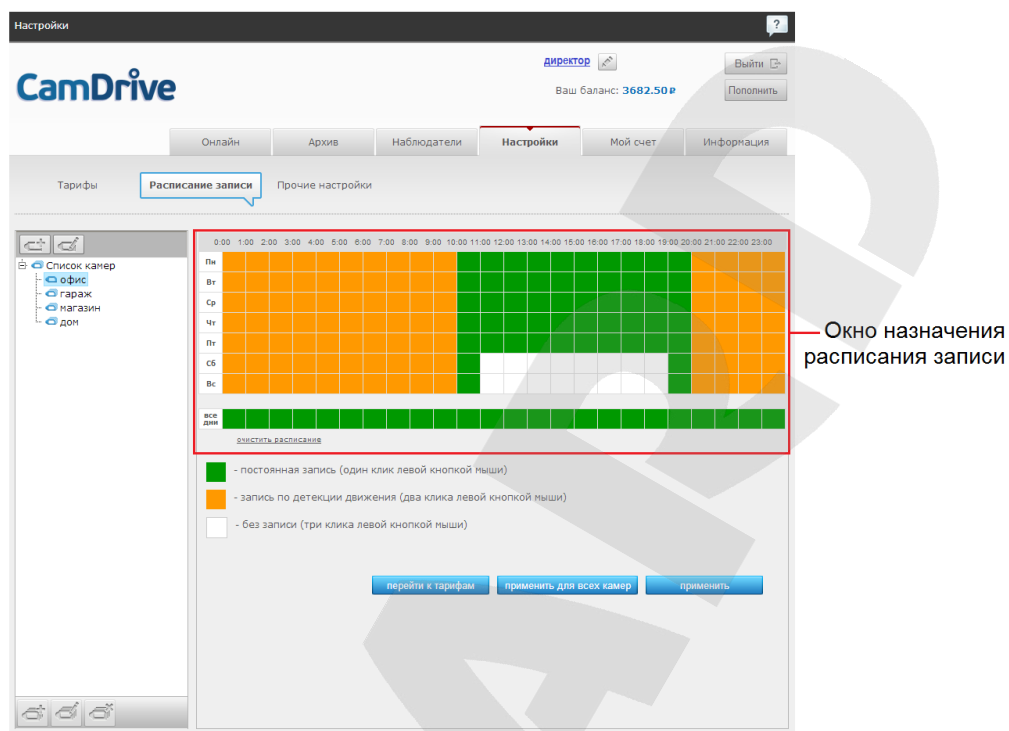 Настройки
?
CamDrive
директор
Выйти
Ваш баланс: 3682.50₽
Пополнить
Онлайн Архив Наблюдатели Настройки Мой счет Информация
Тарифы Расписание записи Прочие настройки
0:00 1:00 2:00 3:00 4:00 5:00 6:00 7:00 8:00 9:00 10:00 11:00 12:00 13:00 14:00 15:00 16:00 17:00 18:00 19:00 20:00 21:00 22:00 23:00
Список камер
офис
гараж
магазин
дом
Пн
Вт
Ср
Чт
Пт
Сб
Вс
все
дни
очистить расписание
Окно назначения
расписания записи
- постоянная запись (один клик левой кнопкой мыши)
- запись по детекции движения (два клика левой кнопкой мыши)
- без записи (три клика левой кнопкой мыши)
перейти к тарифам применить для всех камер применить